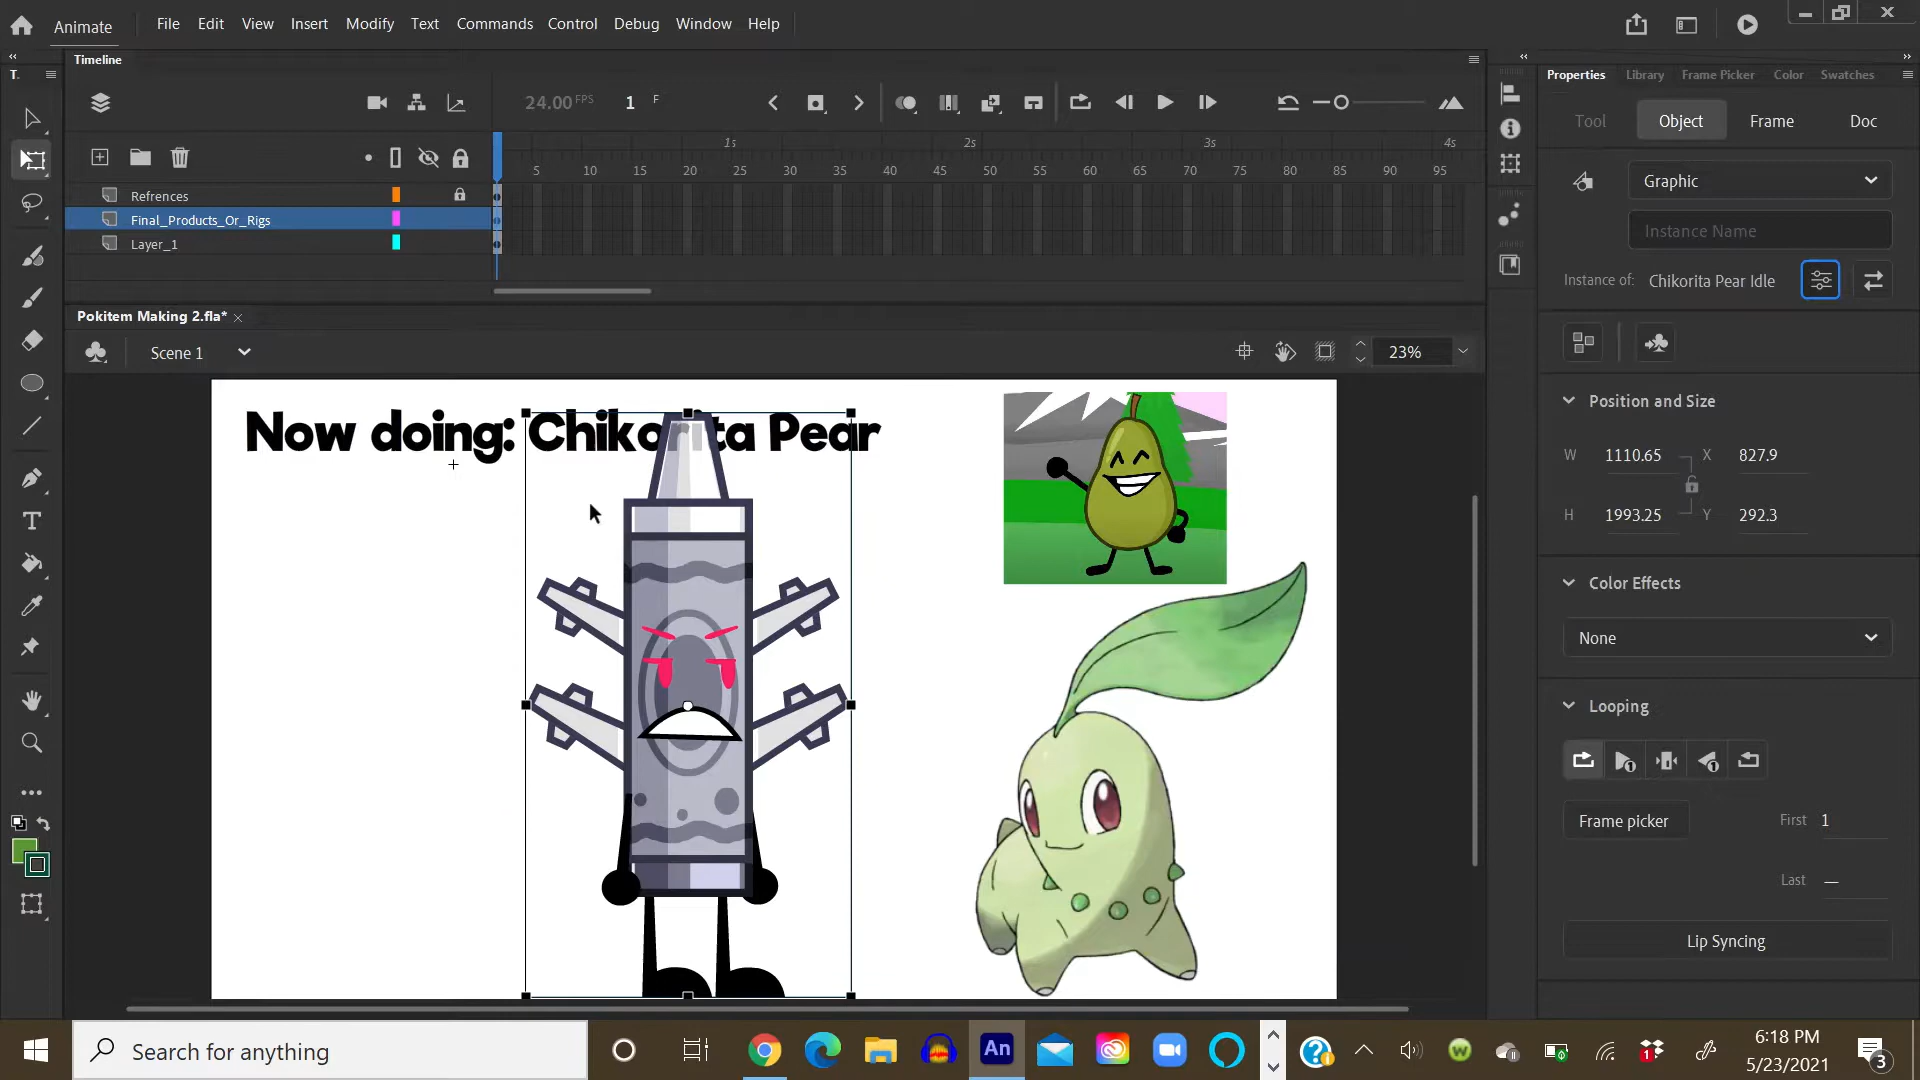 Animate File Edit View Insert Modify Text Commands Control Debug Window Help
Timeline
T.
24.00 FPS 1 F
1s 2s 3s 4s
5 10 15 20 25 30 35 40 45 50 55 60 65 70 75 80 85 90 95
Refrences
Final_Products_Or_Rigs
Layer_1
Pokitem Making 2.fla*
Scene 1
23%
Now doing: Chikorita Pear
Properties Library Frame Picker Color Swatches
Tool Object Frame Doc
Graphic
Instance Name
Instance of: Chikorita Pear Idle
Position and Size
W 1110.65 X 827.9
H 1993.25 Y 292.3
Color Effects
None
Looping
Frame picker First 1
Last —
Lip Syncing
Search for anything
An
6:18 PM
5/23/2021
3